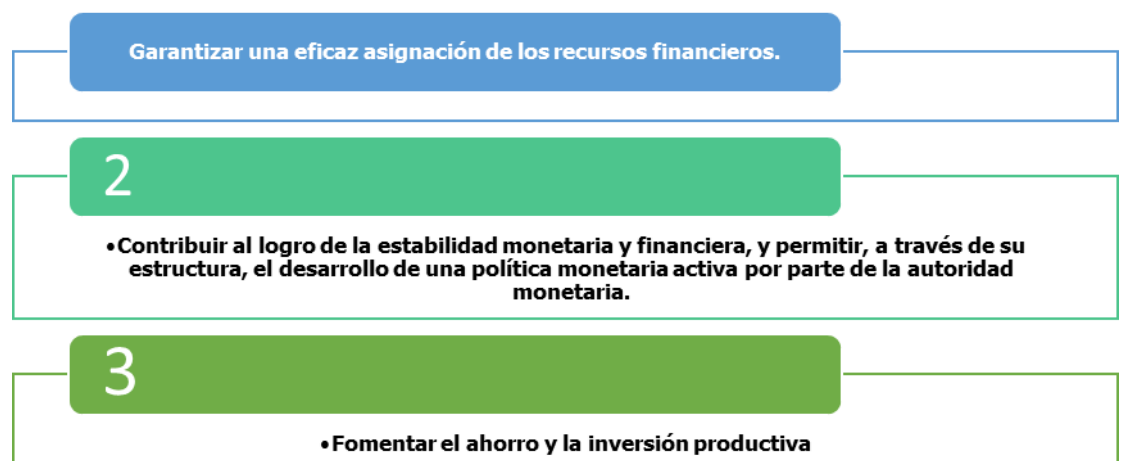 Garantizar una eficaz asignación de los recursos financieros.
2
•Contribuir al logro de la estabilidad monetaria y financiera, y permitir, a través de su
estructura, el desarrollo de una política monetaria activa por parte de la autoridad
monetaria.
3
•Fomentar el ahorro y la inversión productiva